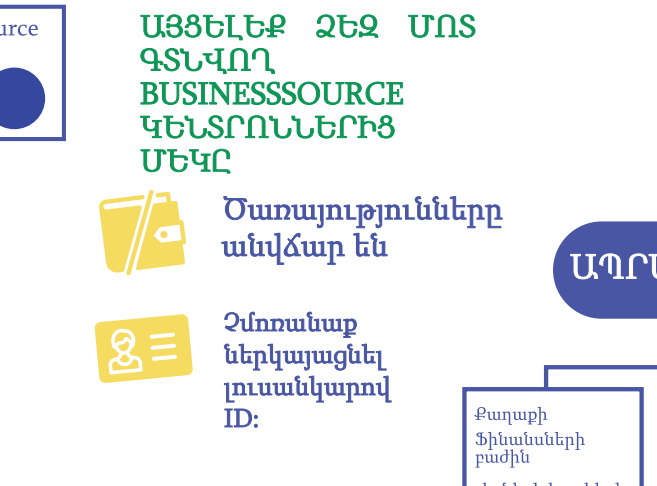 urce
ԱՅՑԵԼԵՔ ՁԵԶ ՄՈՏ
ԳՏՆՎՈՂ
BUSINESSSOURCE
ԿԵՆՏՐՈՆՆԵՐԻՑ
ՄԵԿԸ
Ծառայությունները
անվճար են
ԱՊՐ
Չմոռանաք
ներկայացնել
լուսանկարով
ID:
Քաղաքի
Ֆինանսների
բաժին